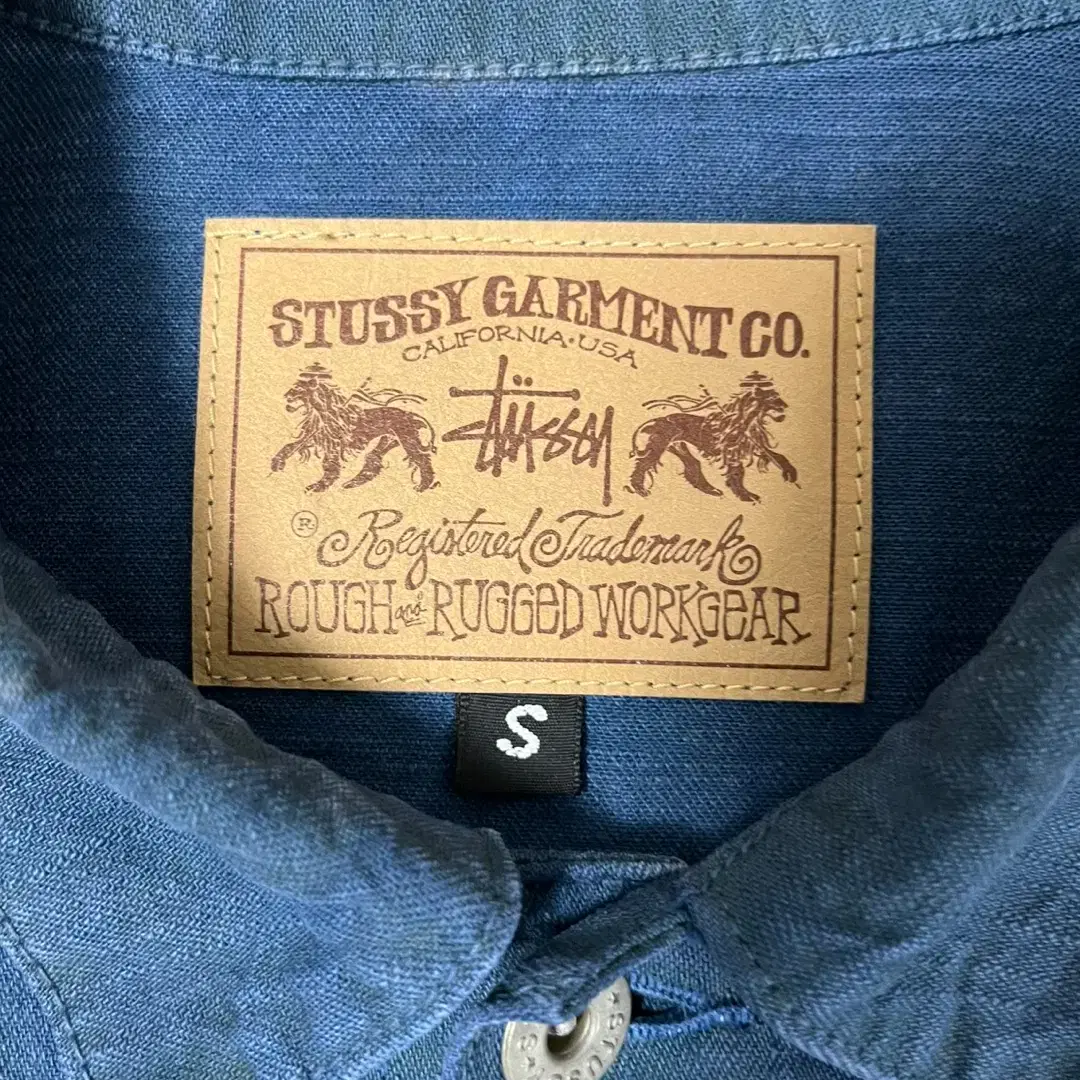 STUSSY GARMENT CO.
CALIFORNIA·USA
Stüssy
® Registered Trademark
ROUGH and RUGGED WORKGEAR
S